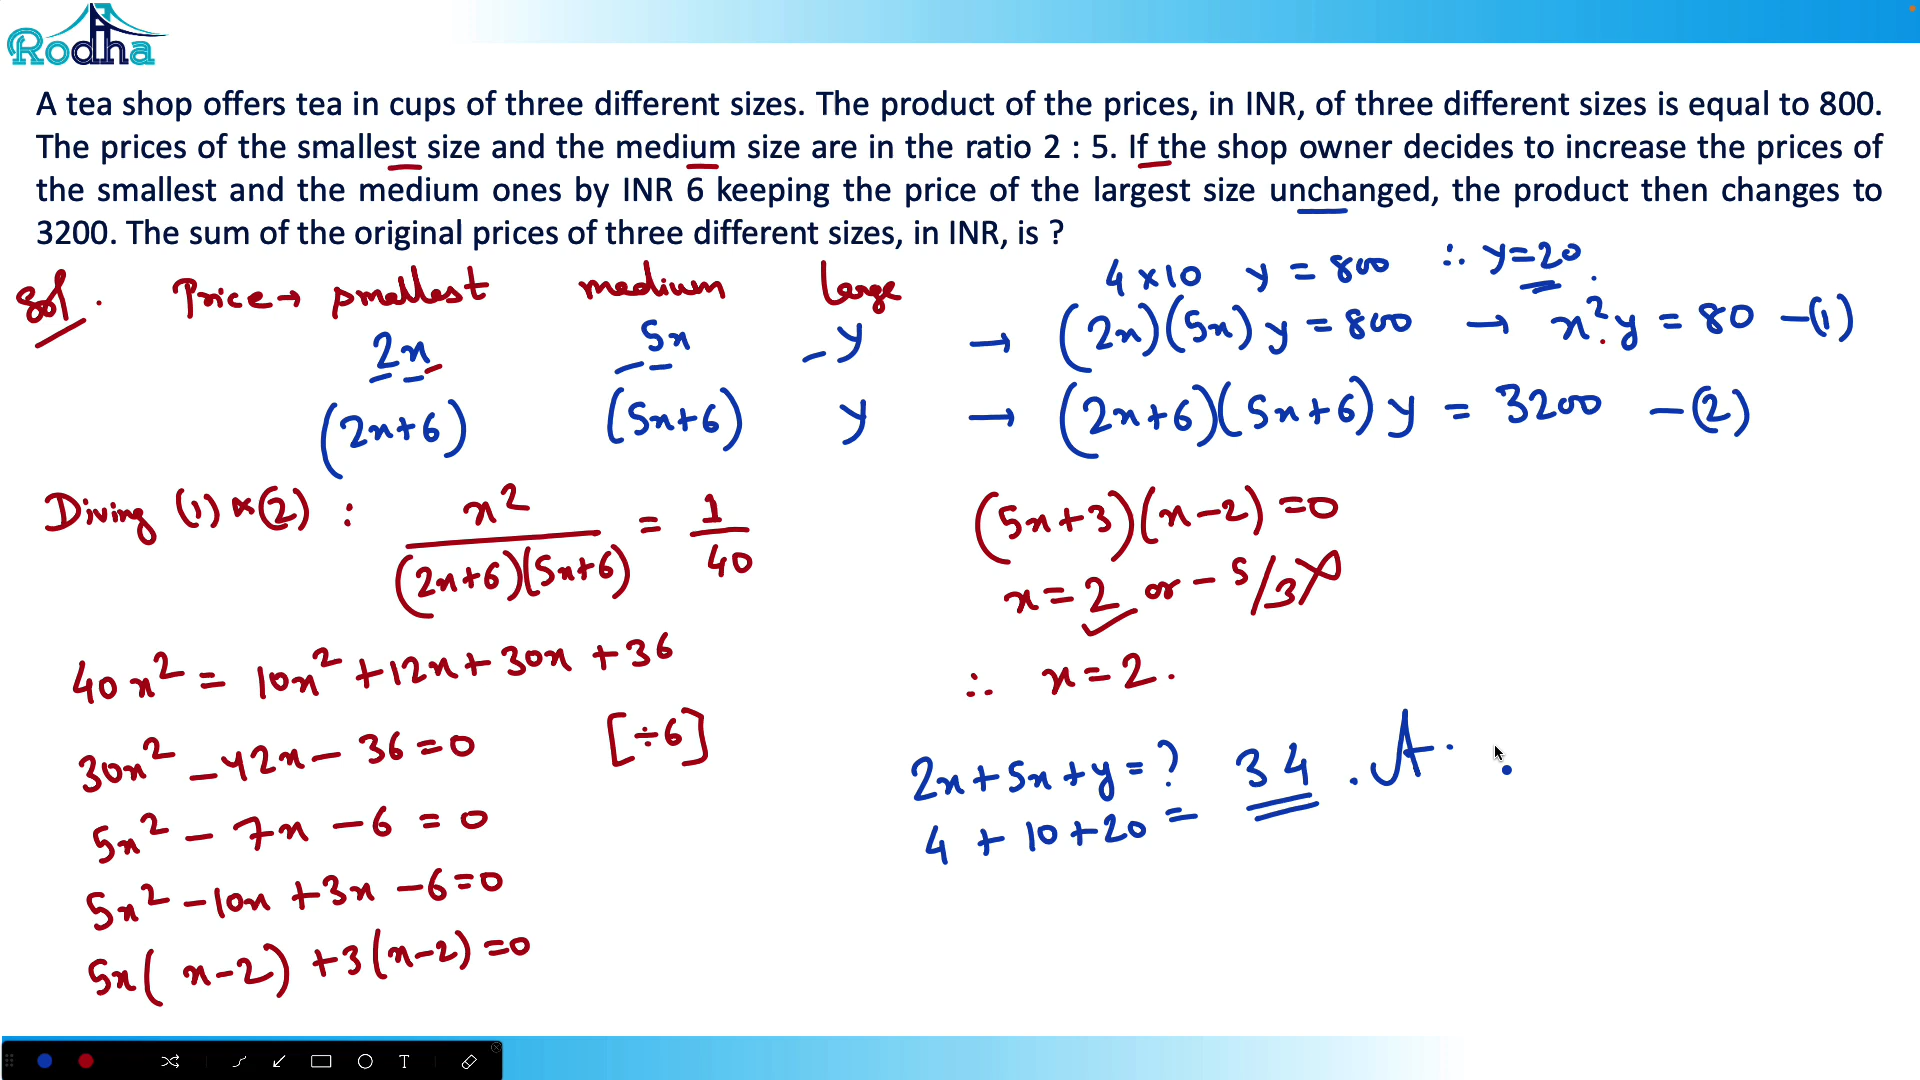 Rodha
A tea shop offers tea in cups of three different sizes. The product of the prices, in INR, of three different sizes is equal to 800.
The prices of the smallest size and the medium size are in the ratio 2 : 5. If the shop owner decides to increase the prices of
the smallest and the medium ones by INR 6 keeping the price of the largest size unchanged, the product then changes to
3200. The sum of the original prices of three different sizes, in INR, is ?
4 × 10 y = 800 ∴ y = 20.
Sol. Price → smallest medium large
2x 5x y → (2x)(5x) y = 800 → x² y = 80 -(1)
(2x+6) (5x+6) y → (2x+6)(5x+6) y = 3200 -(2)
Diving (1) & (2) : x² / (2x+6)(5x+6) = 1/40
40x² = 10x² + 12x + 30x + 36
30x² - 42x - 36 = 0 [÷6]
5x² - 7x - 6 = 0
5x² - 10x + 3x - 6 = 0
5x(x-2) + 3(x-2) = 0
(5x+3)(x-2) = 0
x = 2 or - 5/3
∴ x = 2.
2x + 5x + y = ? 34 . A.
4 + 10 + 20 =
T